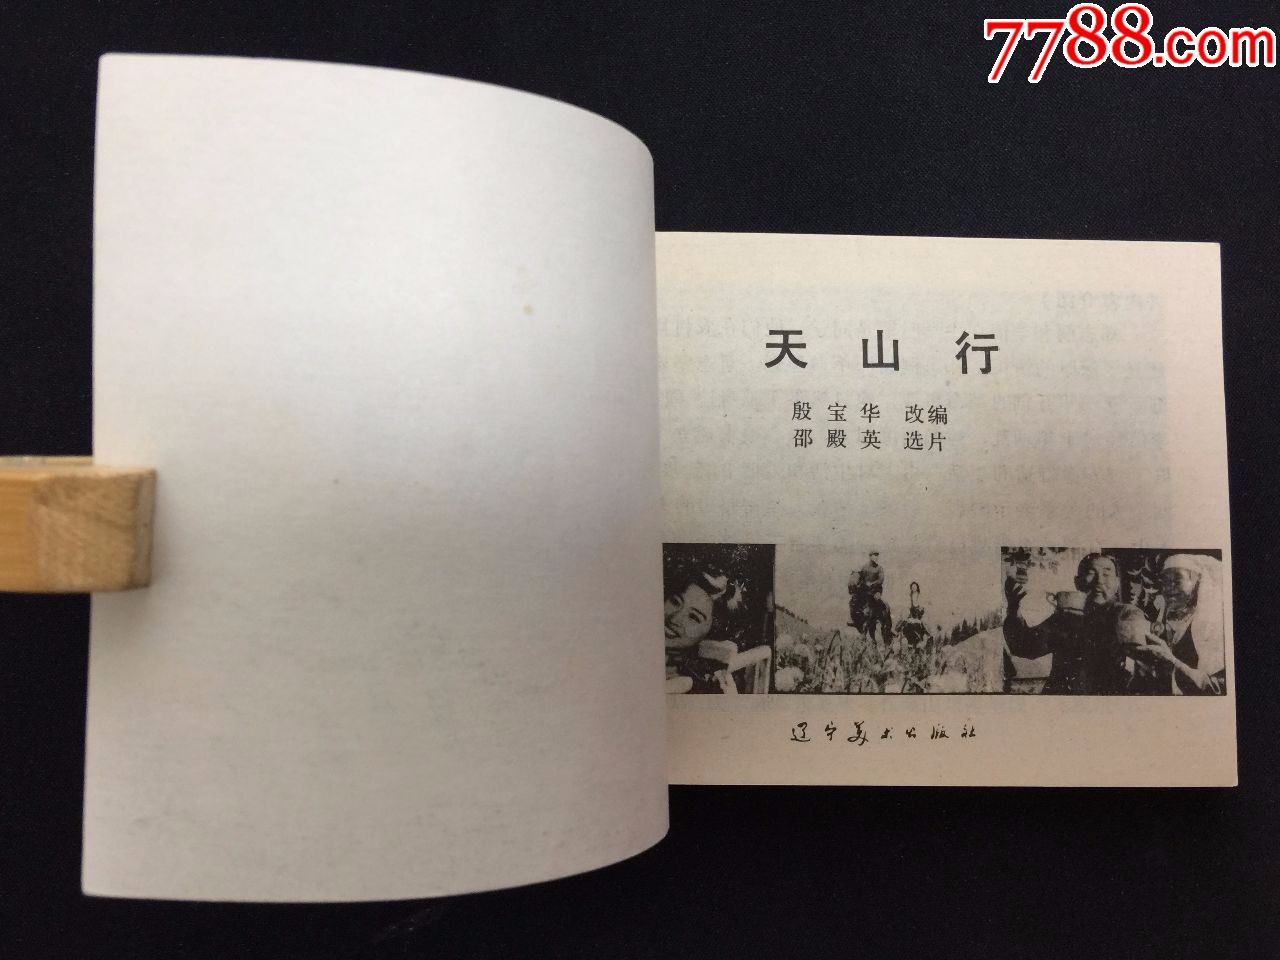 7788.com
天山行
殷宝华 改编
邵殿英 选片
辽宁美术出版社